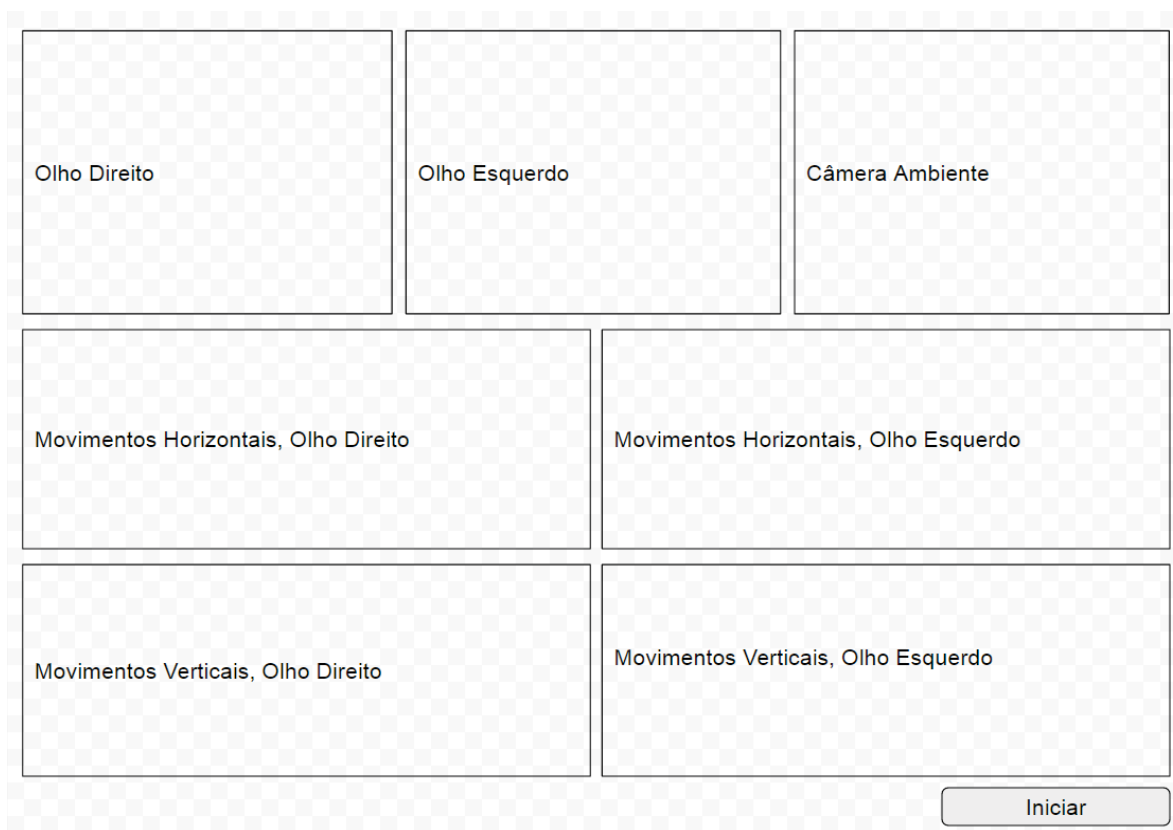 Olho Direito
Olho Esquerdo
Câmera Ambiente
Movimentos Horizontais, Olho Direito
Movimentos Horizontais, Olho Esquerdo
Movimentos Verticais, Olho Direito
Movimentos Verticais, Olho Esquerdo
Iniciar